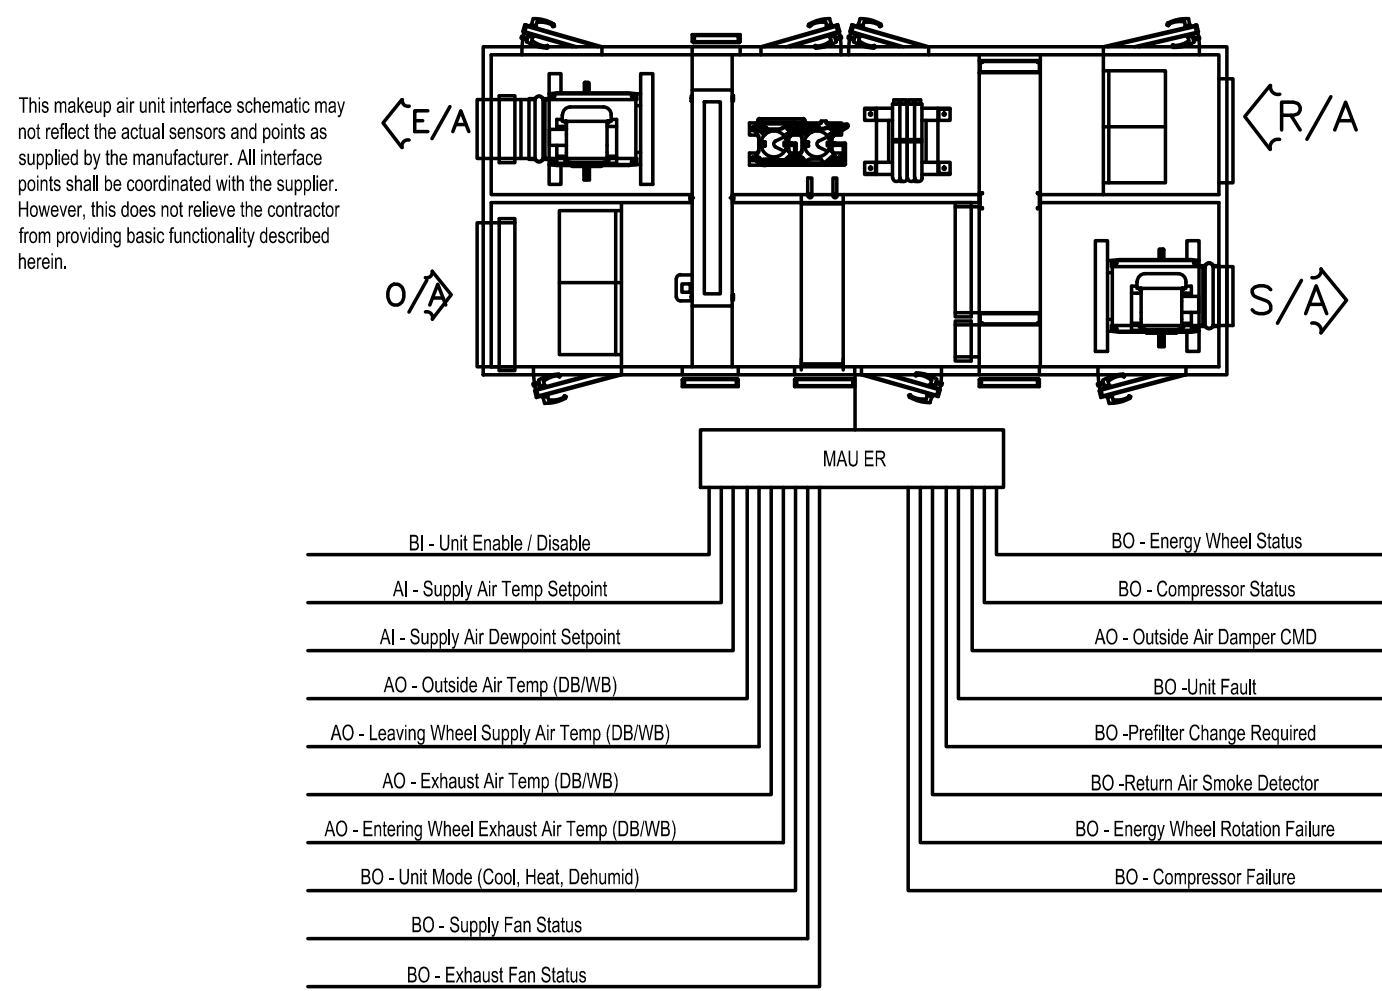 This makeup air unit interface schematic may
not reflect the actual sensors and points as
supplied by the manufacturer. All interface
points shall be coordinated with the supplier.
However, this does not relieve the contractor
from providing basic functionality described
herein.
E/A
R/A
O/A
S/A
MAU ER
BI - Unit Enable / Disable
AI - Supply Air Temp Setpoint
AI - Supply Air Dewpoint Setpoint
AO - Outside Air Temp (DB/WB)
AO - Leaving Wheel Supply Air Temp (DB/WB)
AO - Exhaust Air Temp (DB/WB)
AO - Entering Wheel Exhaust Air Temp (DB/WB)
BO - Unit Mode (Cool, Heat, Dehumid)
BO - Supply Fan Status
BO - Exhaust Fan Status
BO - Energy Wheel Status
BO - Compressor Status
AO - Outside Air Damper CMD
BO -Unit Fault
BO -Prefilter Change Required
BO -Return Air Smoke Detector
BO - Energy Wheel Rotation Failure
BO - Compressor Failure